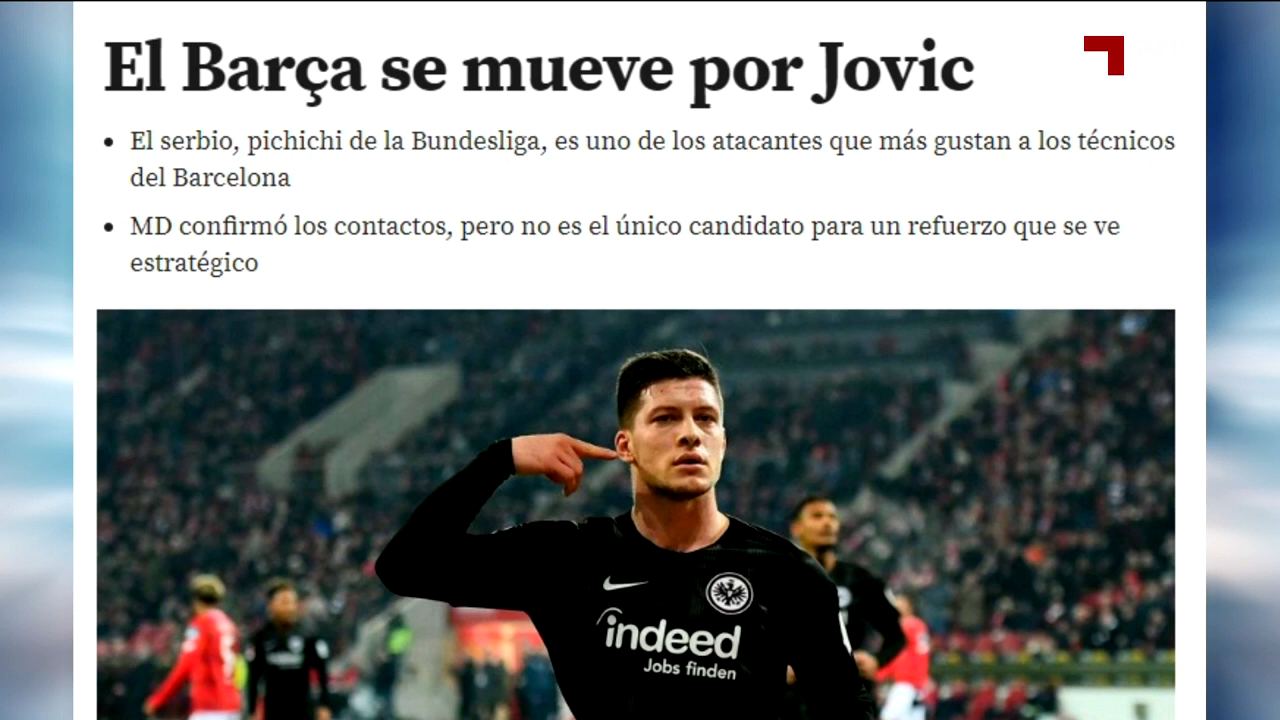 El Barça se mueve por Jovic
El serbio, pichichi de la Bundesliga, es uno de los atacantes que más gustan a los técnicos
del Barcelona
MD confirmó los contactos, pero no es el único candidato para un refuerzo que se ve
estratégico
indeed
Jobs finden